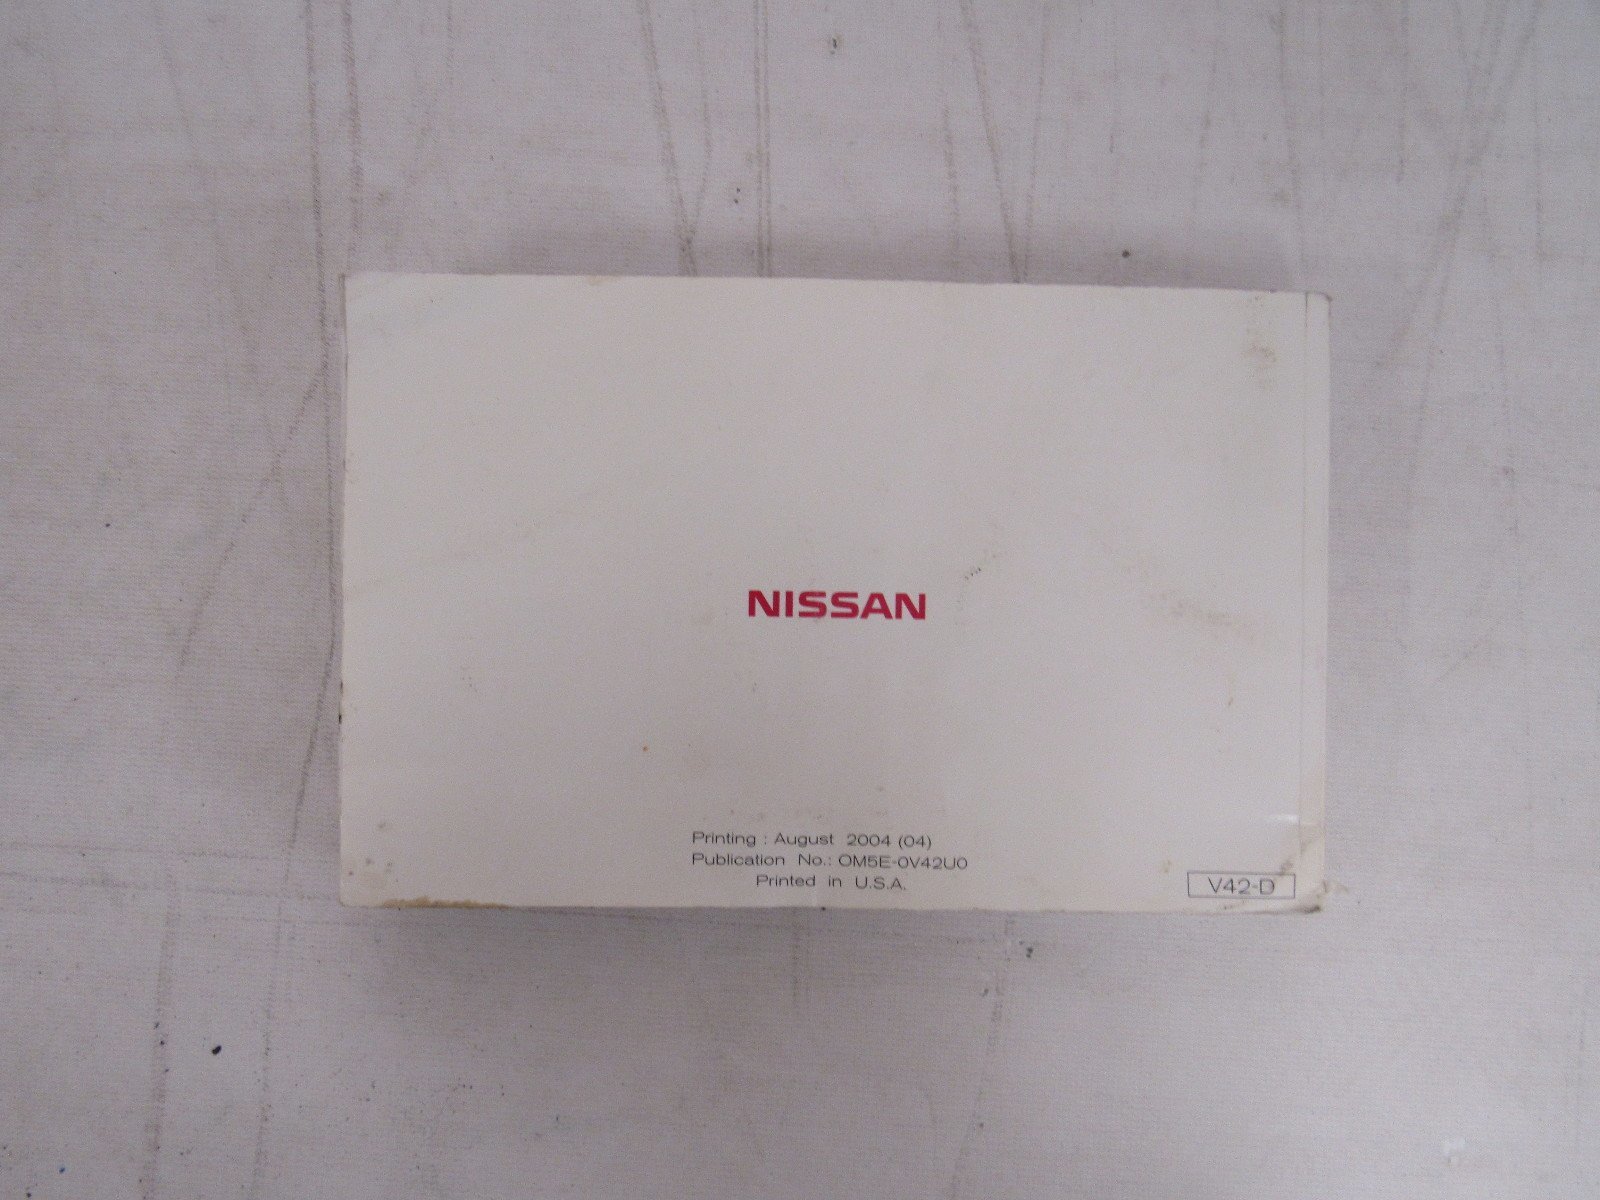 NISSAN
Printing : August 2004 (04)
Publication No.: OM5E-0V42U0
Printed in U.S.A.
V42-D